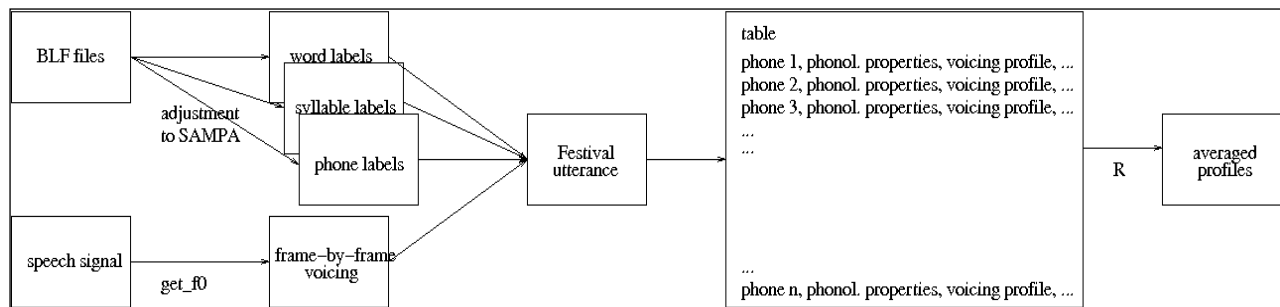 BLF files
adjustment
to SAMPA
word labels
syllable labels
phone labels
speech signal
get_f0
frame−by−frame
voicing
Festival
utterance
table
phone 1, phonol. properties, voicing profile, ...
phone 2, phonol. properties, voicing profile, ...
phone 3, phonol. properties, voicing profile, ...
...
...
...
phone n, phonol. properties, voicing profile, ...
R
averaged
profiles